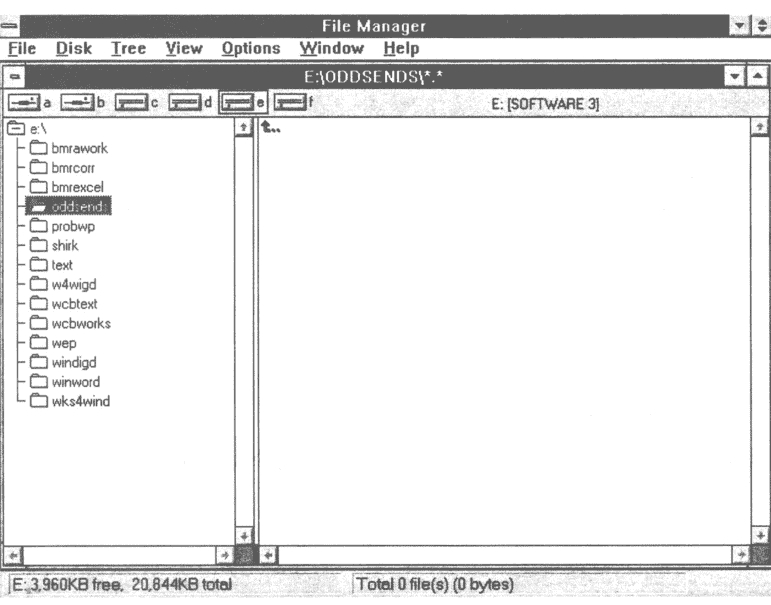 File Manager
File Disk Tree View Options Window Help
E:\ODDSENDS\*.*
a b c d e f E: [SOFTWARE 3]
e:\
..
bmrawork
bmrcorr
bmrexcel
oddsends
probwp
shirk
text
w4wigd
wcbtext
wcbworks
wep
windigd
winword
wks4wind
E: 3,960KB free, 20,844KB total Total 0 file(s) (0 bytes)